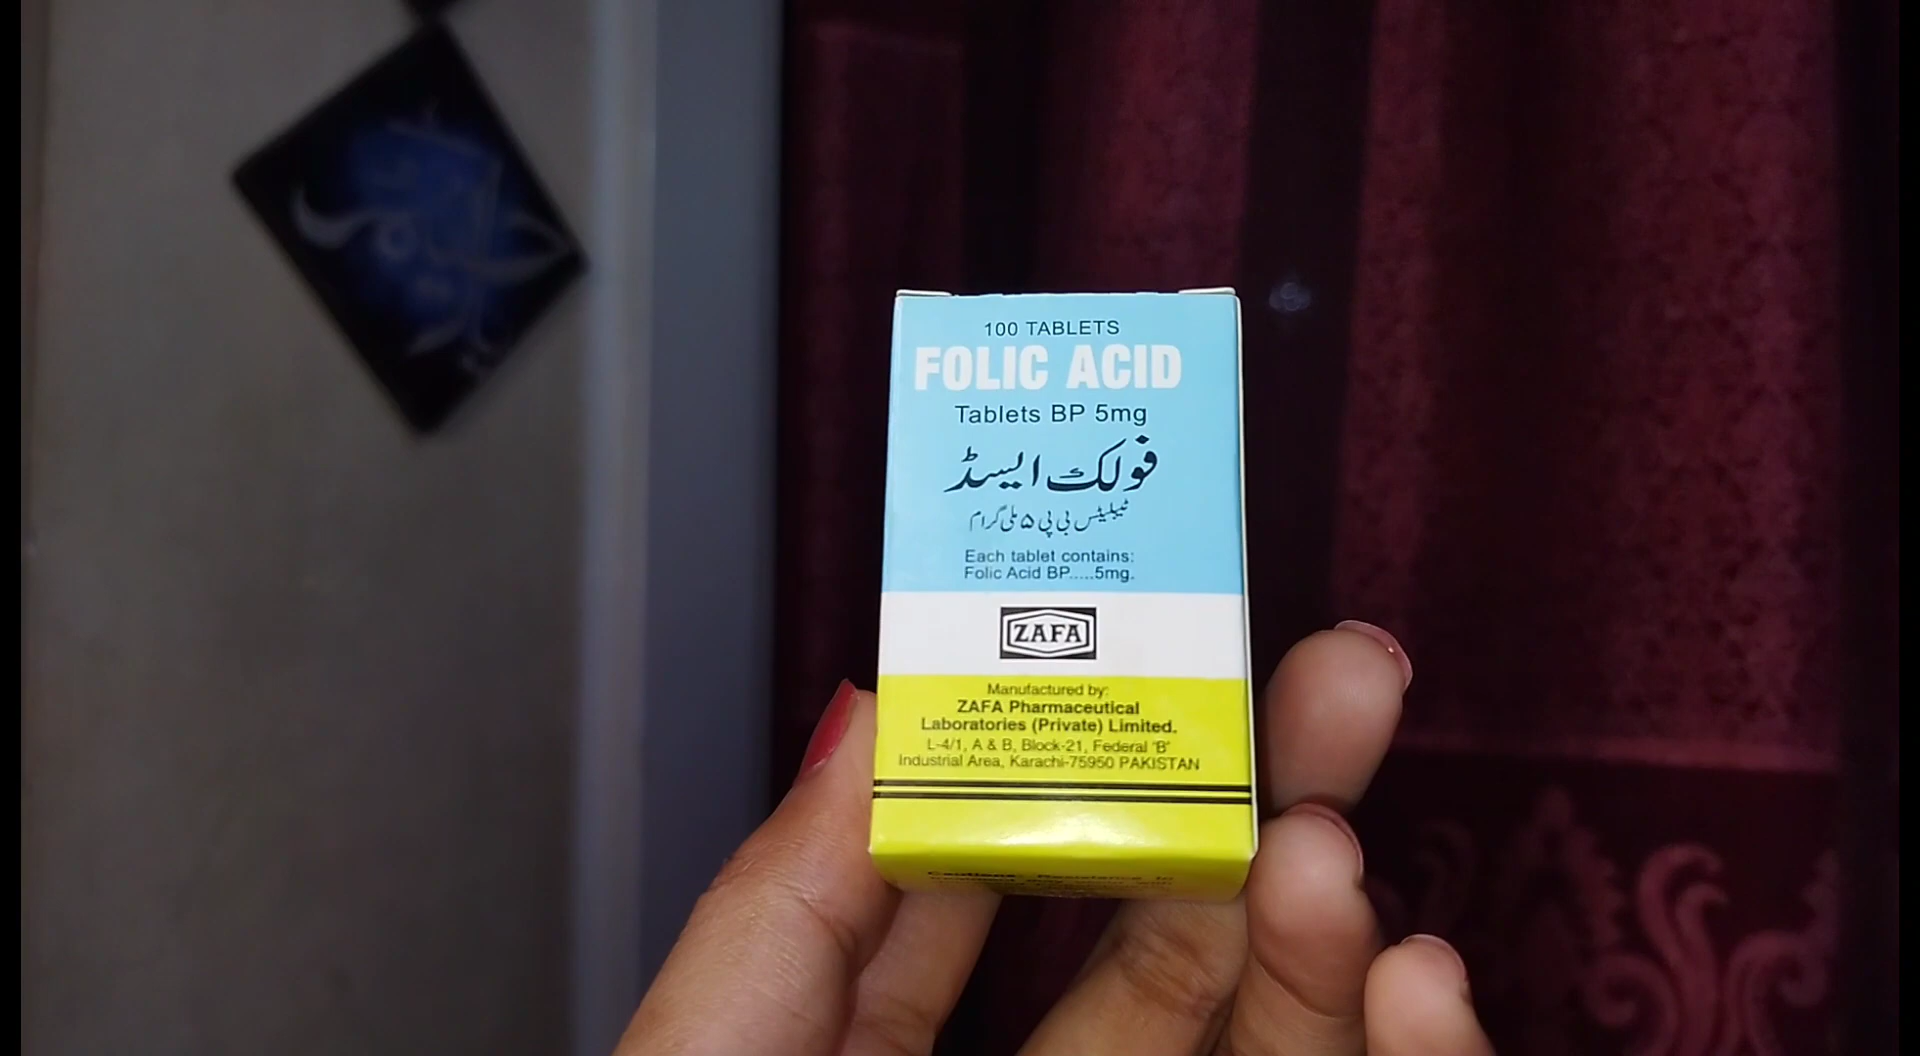 100 TABLETS
FOLIC ACID
Tablets BP 5mg
فولک ایسڈ
ٹیبلیٹس بی پی ۵ ملی گرام
Each tablet contains:
Folic Acid BP.....5mg.
ZAFA
Manufactured by:
ZAFA Pharmaceutical
Laboratories (Private) Limited.
L-4/1, A & B, Block-21, Federal "B"
Industrial Area, Karachi-75950 PAKISTAN